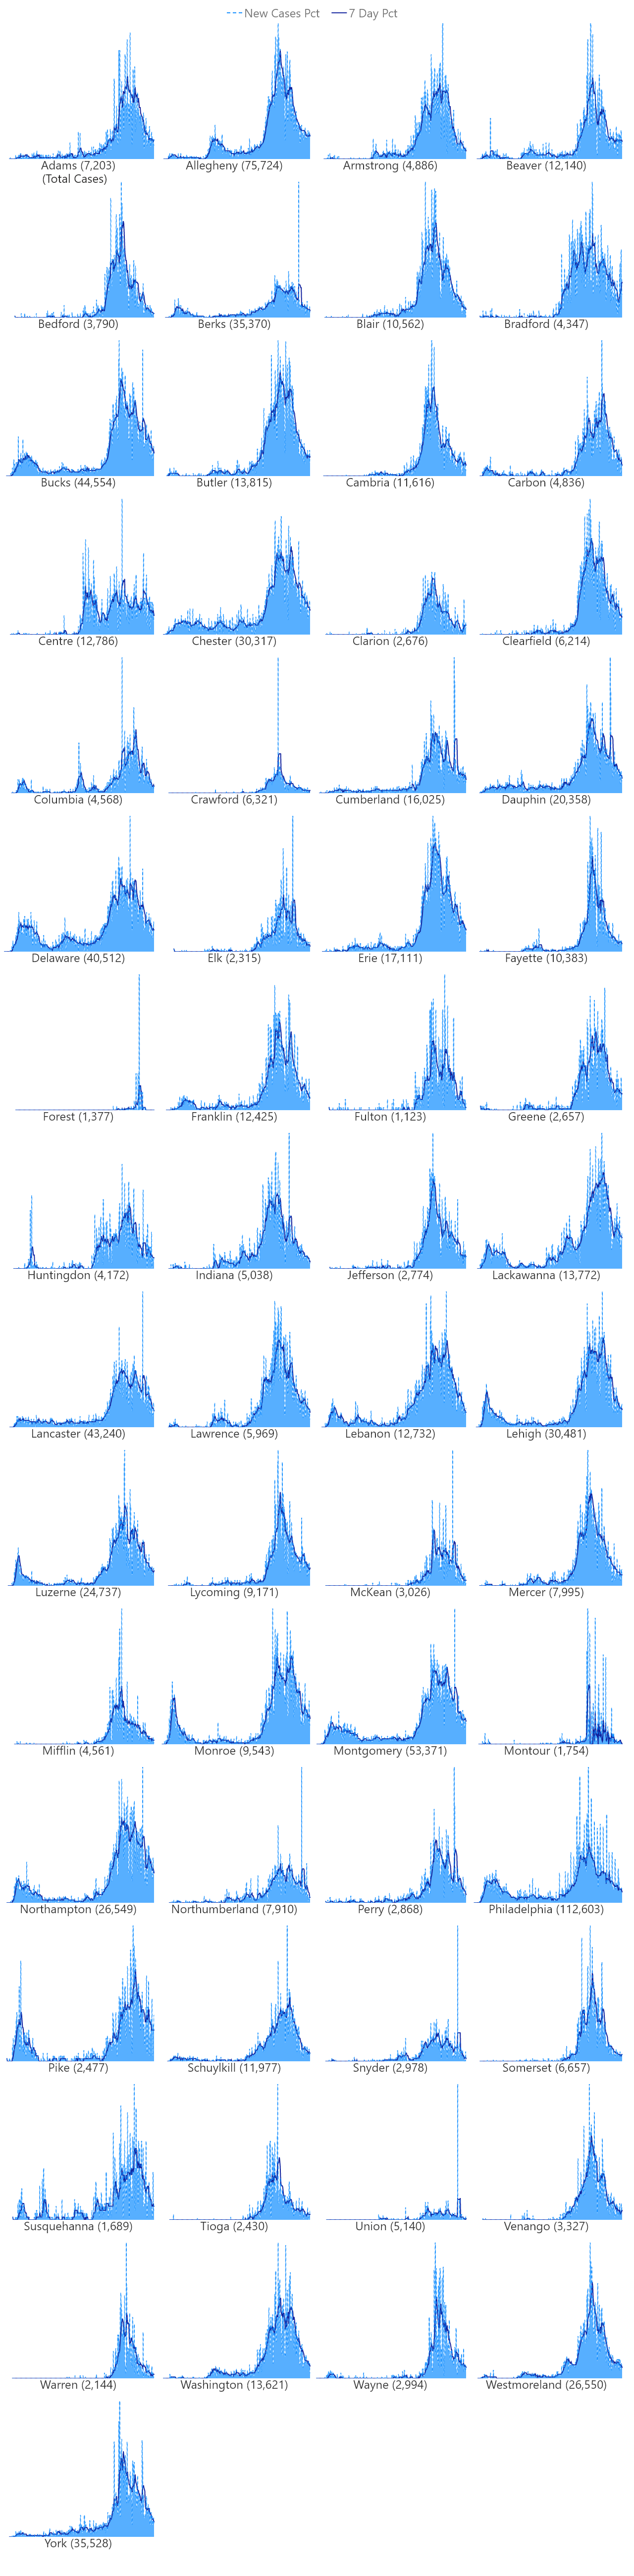 New Cases Pct 7 Day Pct
Adams (7,203) Allegheny (75,724) Armstrong (4,886) Beaver (12,140)
(Total Cases)
Bedford (3,790) Berks (35,370) Blair (10,562) Bradford (4,347)
Bucks (44,554) Butler (13,815) Cambria (11,616) Carbon (4,836)
Centre (12,786) Chester (30,317) Clarion (2,676) Clearfield (6,214)
Columbia (4,568) Crawford (6,321) Cumberland (16,025) Dauphin (20,358)
Delaware (40,512) Elk (2,315) Erie (17,111) Fayette (10,383)
Forest (1,377) Franklin (12,425) Fulton (1,123) Greene (2,657)
Huntingdon (4,172) Indiana (5,038) Jefferson (2,774) Lackawanna (13,772)
Lancaster (43,240) Lawrence (5,969) Lebanon (12,732) Lehigh (30,481)
Luzerne (24,737) Lycoming (9,171) McKean (3,026) Mercer (7,995)
Mifflin (4,561) Monroe (9,543) Montgomery (53,371) Montour (1,754)
Northampton (26,549) Northumberland (7,910) Perry (2,868) Philadelphia (112,603)
Pike (2,477) Schuylkill (11,977) Snyder (2,978) Somerset (6,657)
Susquehanna (1,689) Tioga (2,430) Union (5,140) Venango (3,327)
Warren (2,144) Washington (13,621) Wayne (2,994) Westmoreland (26,550)
York (35,528)